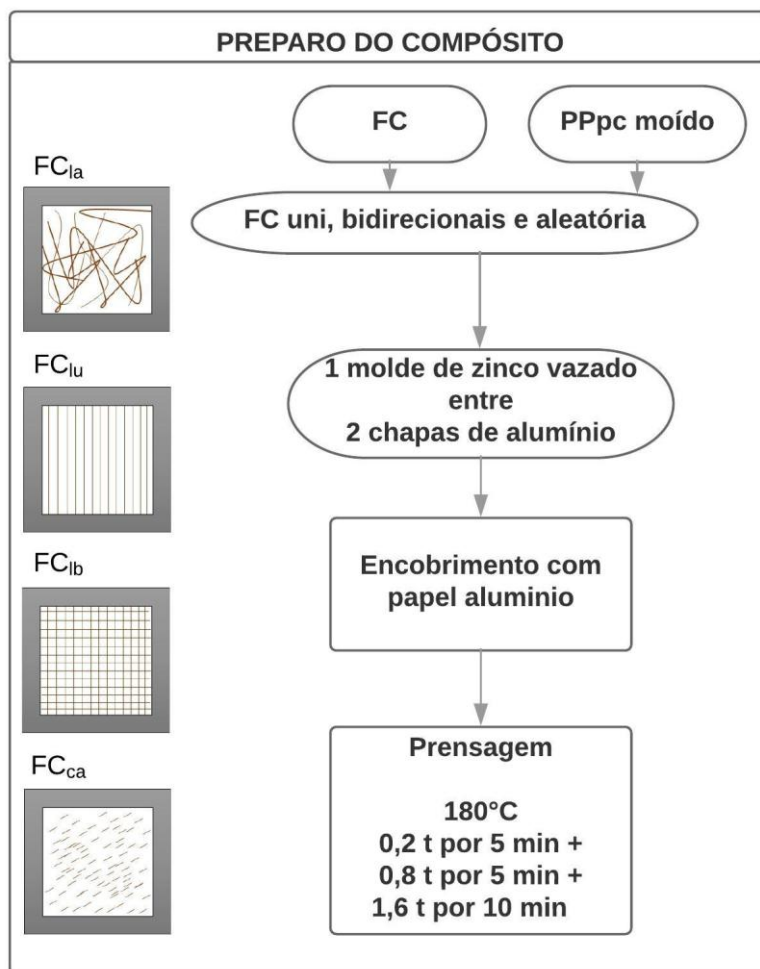 PREPARO DO COMPÓSITO
FC
PPpc moído
FC uni, bidirecionais e aleatória
1 molde de zinco vazado
entre
2 chapas de alumínio
Encobrimento com
papel aluminio
Prensagem
180°C
0,2 t por 5 min +
0,8 t por 5 min +
1,6 t por 10 min
FCla
FClu
FClb
FCca